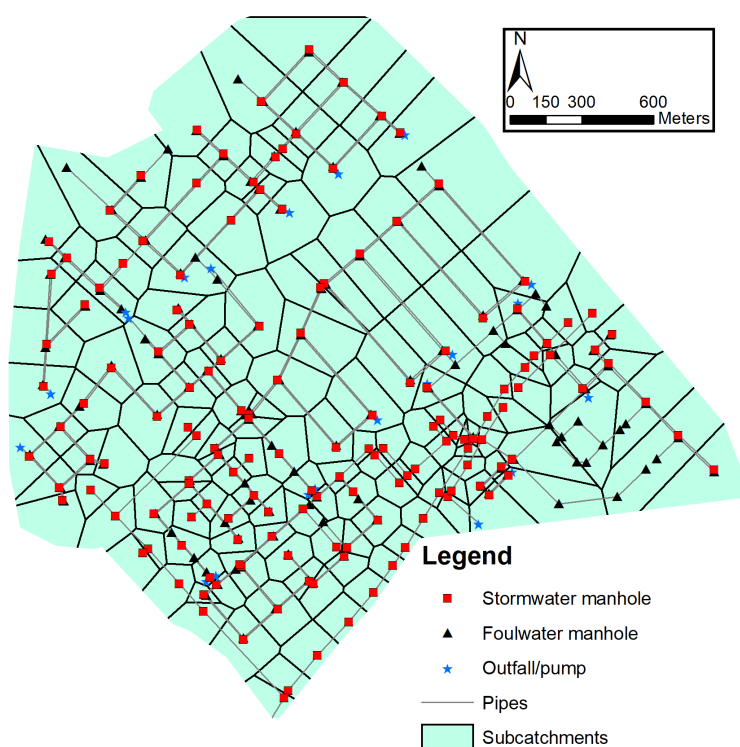 N
0 150 300 600
Meters
Legend
Stormwater manhole
Foulwater manhole
Outfall/pump
Pipes
Subcatchments